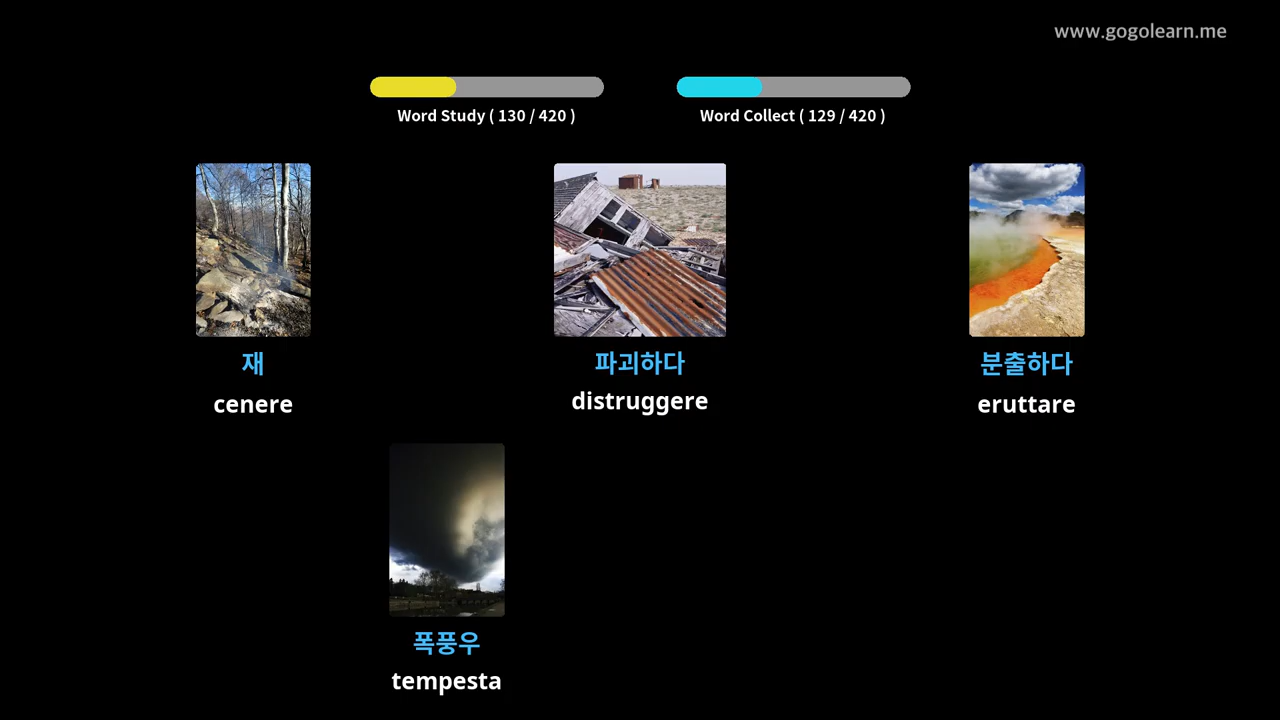 www.gogolearn.me
Word Study ( 130 / 420 )
Word Collect ( 129 / 420 )
재
cenere
파괴하다
distruggere
분출하다
eruttare
폭풍우
tempesta